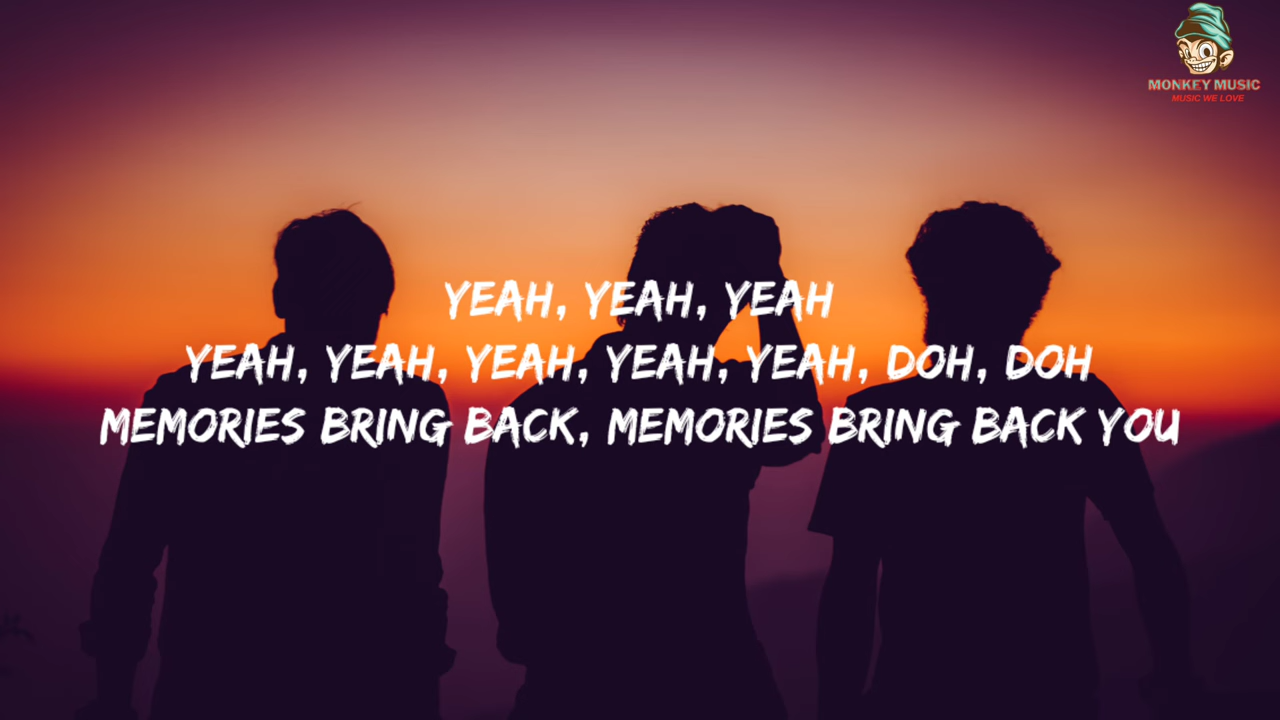 MONKEY MUSIC
MUSIC WE LOVE
YEAH, YEAH, YEAH
YEAH, YEAH, YEAH, YEAH, YEAH, DOH, DOH
MEMORIES BRING BACK, MEMORIES BRING BACK YOU